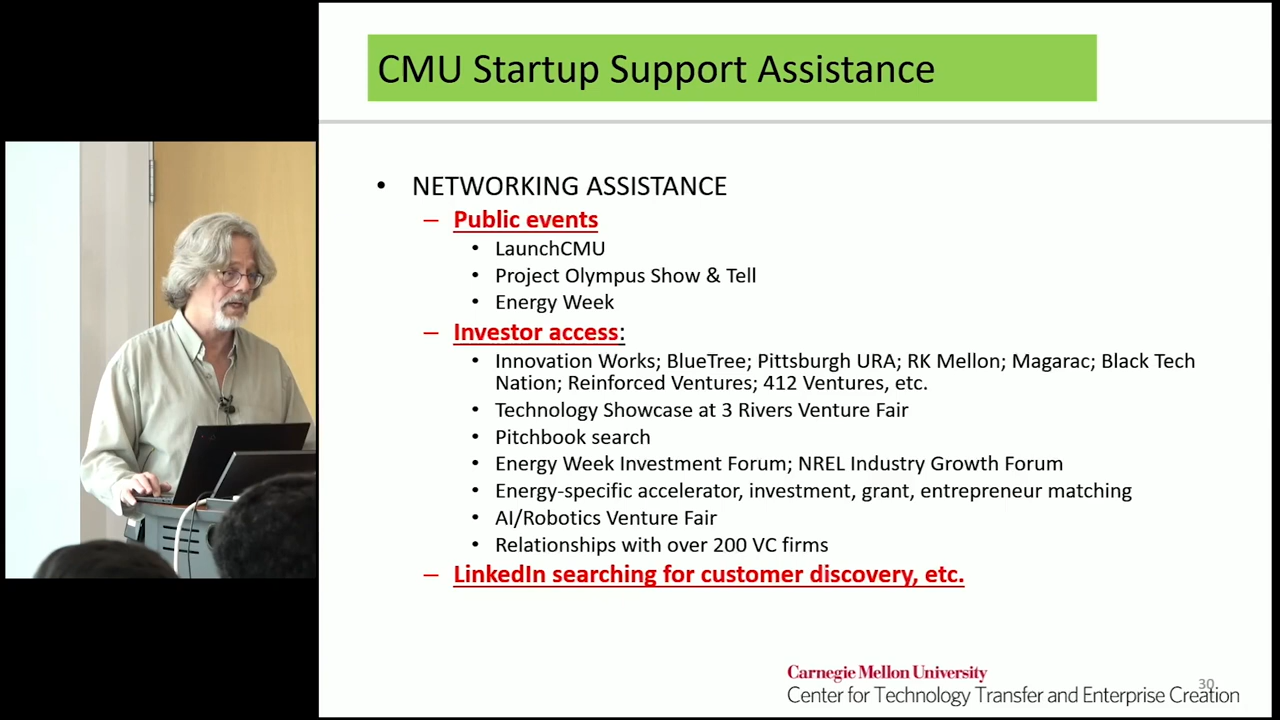 CMU Startup Support Assistance
• NETWORKING ASSISTANCE
– Public events
• LaunchCMU
• Project Olympus Show & Tell
• Energy Week
– Investor access:
• Innovation Works; BlueTree; Pittsburgh URA; RK Mellon; Magarac; Black Tech
Nation; Reinforced Ventures; 412 Ventures, etc.
• Technology Showcase at 3 Rivers Venture Fair
• Pitchbook search
• Energy Week Investment Forum; NREL Industry Growth Forum
• Energy-specific accelerator, investment, grant, entrepreneur matching
• AI/Robotics Venture Fair
• Relationships with over 200 VC firms
– LinkedIn searching for customer discovery, etc.
Carnegie Mellon University
Center for Technology Transfer and Enterprise Creation
30